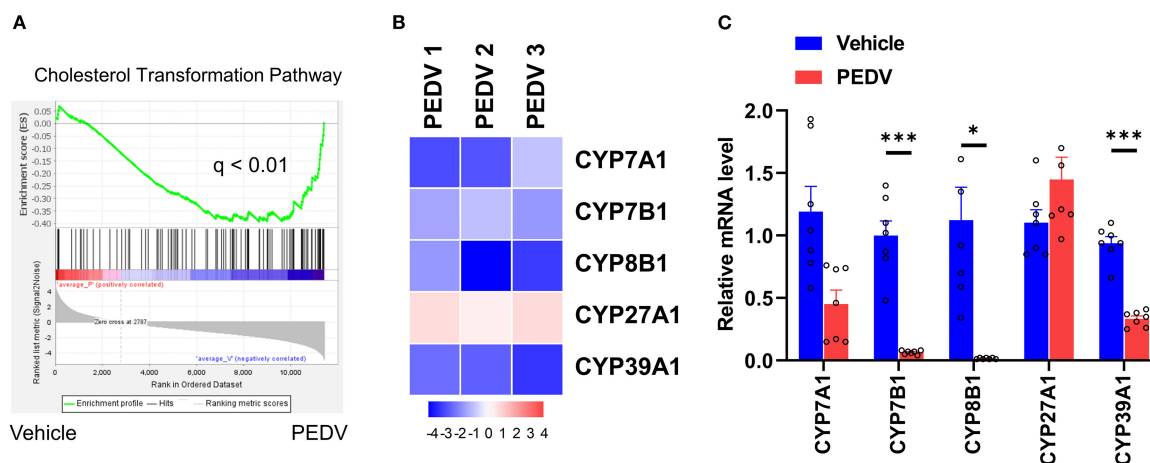 A
Cholesterol Transformation Pathway
Enrichment score (ES)
0.05
0.00
-0.05
-0.10
-0.15
-0.20
-0.25
-0.30
-0.35
-0.40
q < 0.01
'average_P' (positively correlated)
Ranked list metric (Signal2Noise)
4
2
0
-2
-4
Zero cross at 2787
'average_V' (negatively correlated)
0 2,000 4,000 6,000 8,000 10,000
Rank in Ordered Dataset
Enrichment profile Hits Ranking metric scores
Vehicle PEDV
B
PEDV 1
PEDV 2
PEDV 3
CYP7A1
CYP7B1
CYP8B1
CYP27A1
CYP39A1
-4 -3 -2 -1 0 1 2 3 4
C
Vehicle
PEDV
Relative mRNA level
2.0
1.5
1.0
0.5
0.0
***
*
***
CYP7A1
CYP7B1
CYP8B1
CYP27A1
CYP39A1